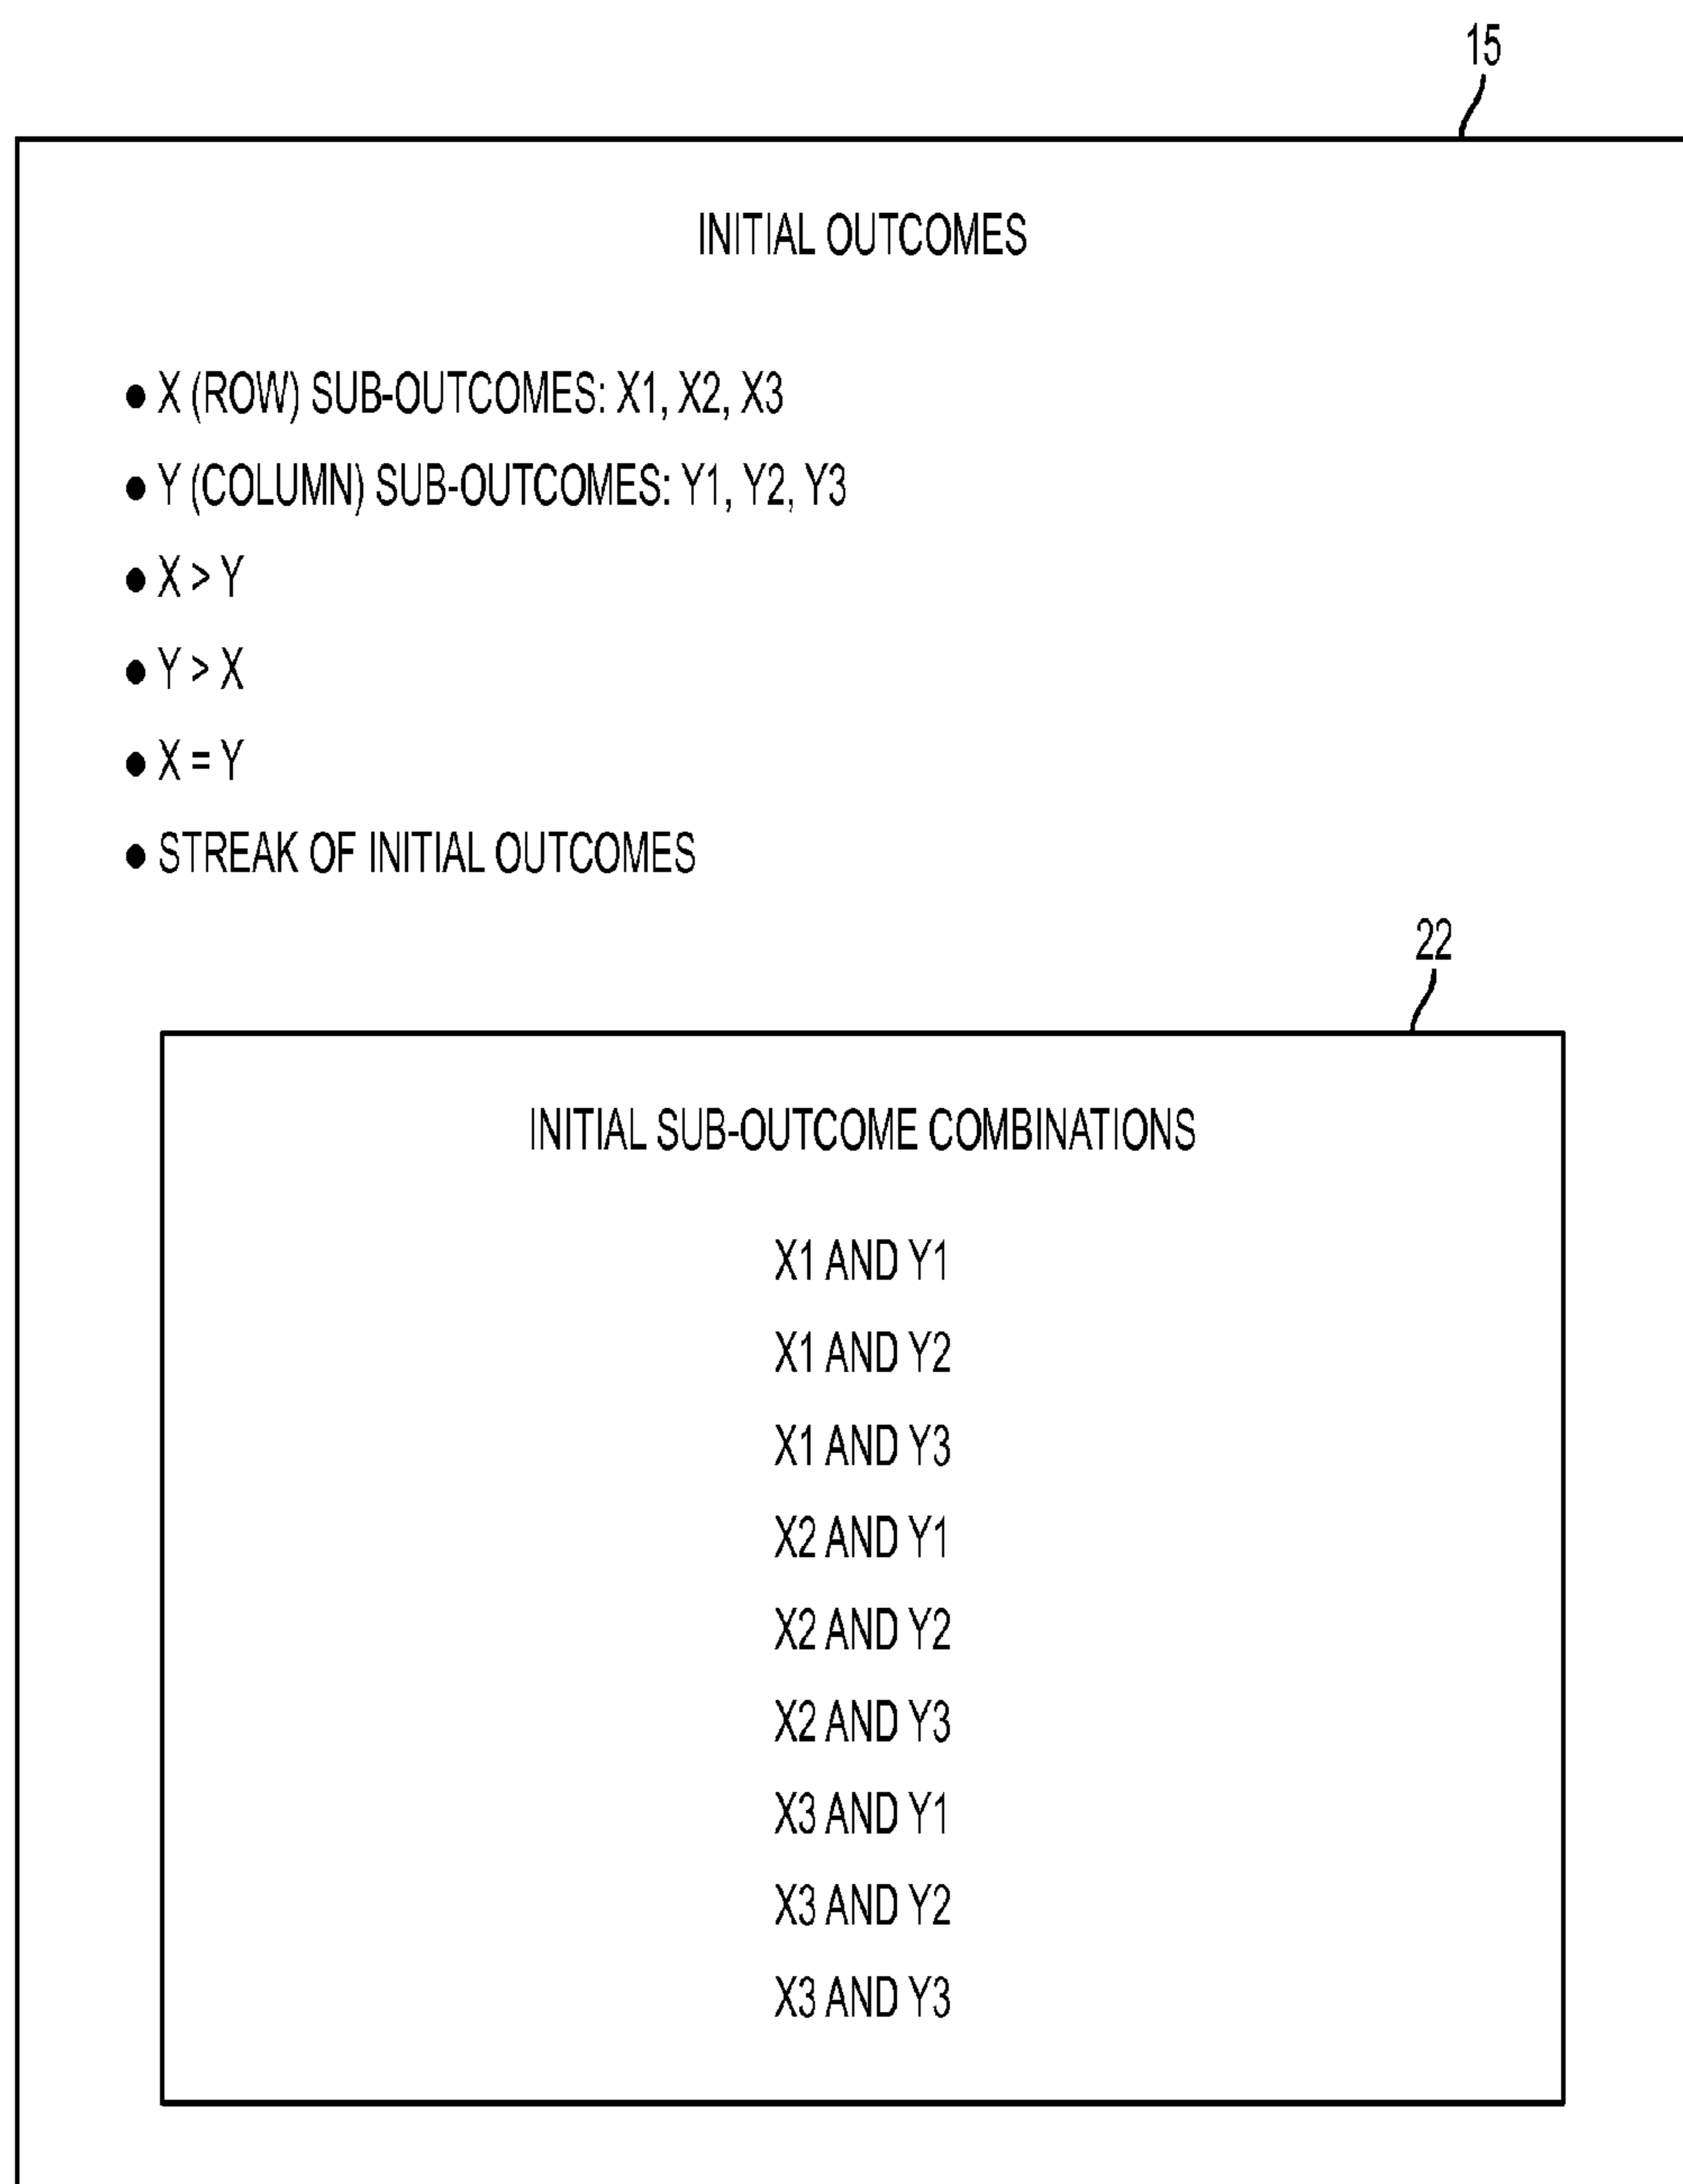 15
INITIAL OUTCOMES
● X (ROW) SUB-OUTCOMES: X1, X2, X3
● Y (COLUMN) SUB-OUTCOMES: Y1, Y2, Y3
● X > Y
● Y > X
● X = Y
● STREAK OF INITIAL OUTCOMES
22
INITIAL SUB-OUTCOME COMBINATIONS
X1 AND Y1
X1 AND Y2
X1 AND Y3
X2 AND Y1
X2 AND Y2
X2 AND Y3
X3 AND Y1
X3 AND Y2
X3 AND Y3